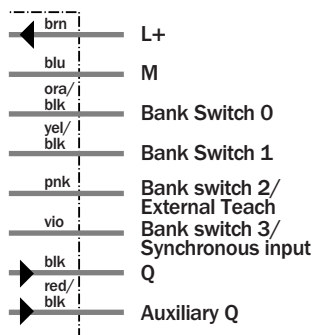 brn
L+
blu
M
ora/
blk
Bank Switch 0
yel/
blk
Bank Switch 1
pnk
Bank switch 2/
External Teach
vio
Bank switch 3/
Synchronous input
blk
Q
red/
blk
Auxiliary Q